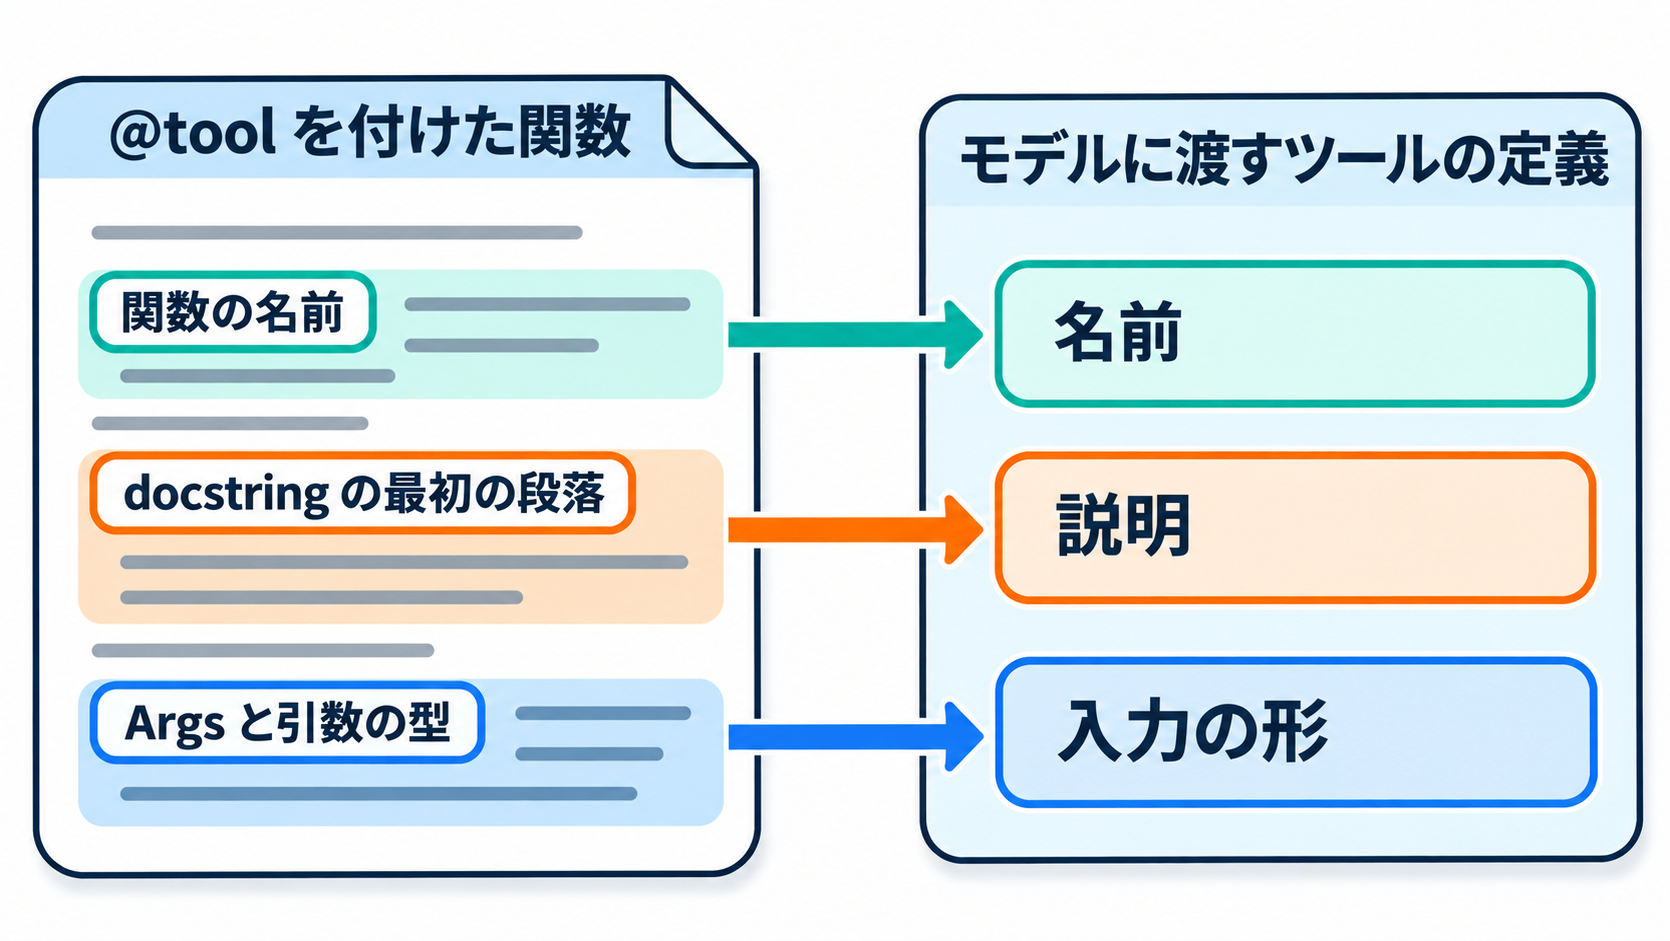 @tool を付けた関数
関数の名前
docstring の最初の段落
Args と引数の型
モデルに渡すツールの定義
名前
説明
入力の形